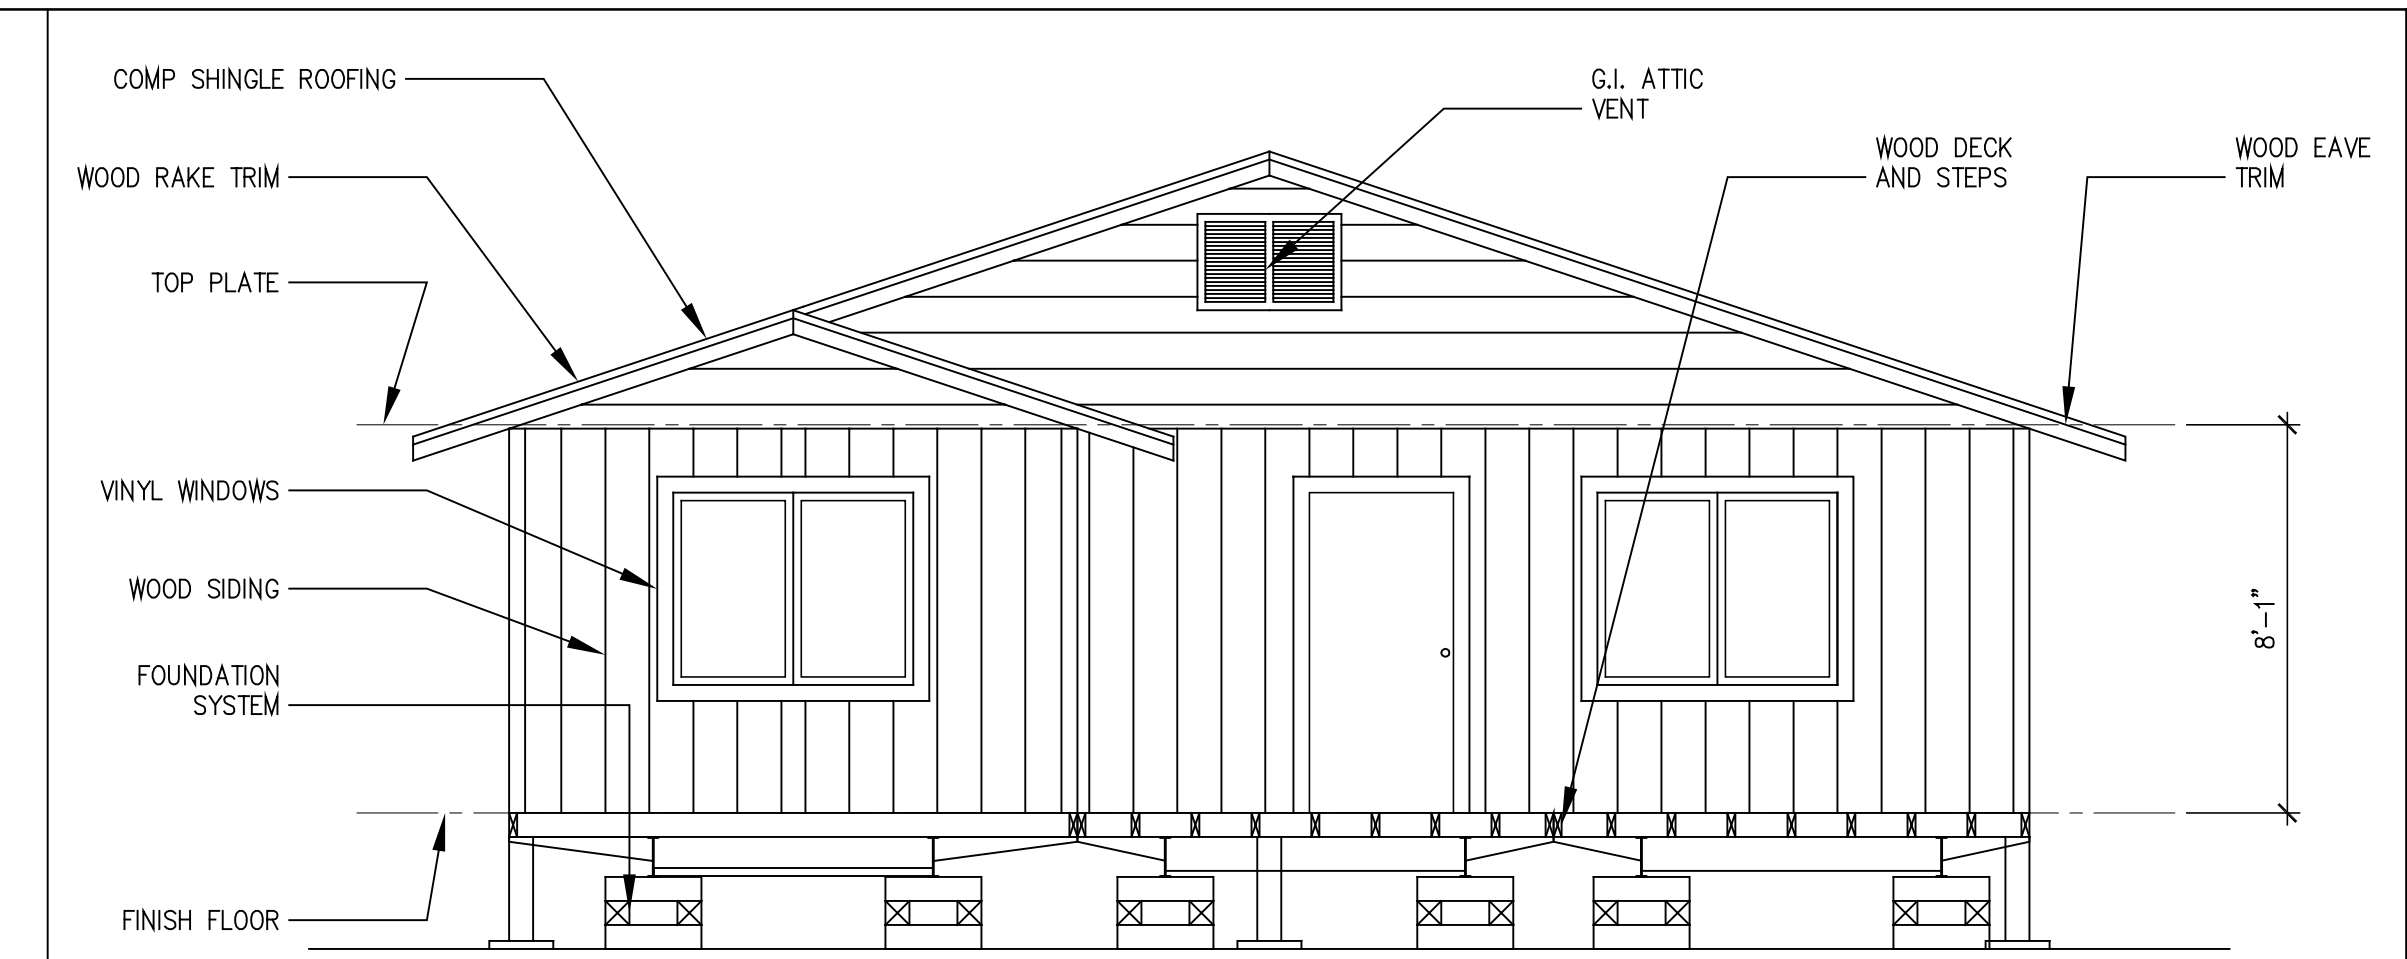 COMP SHINGLE ROOFING
G.I. ATTIC
VENT
WOOD DECK
AND STEPS
WOOD EAVE
TRIM
WOOD RAKE TRIM
TOP PLATE
VINYL WINDOWS
WOOD SIDING
8'-1"
FOUNDATION
SYSTEM
FINISH FLOOR